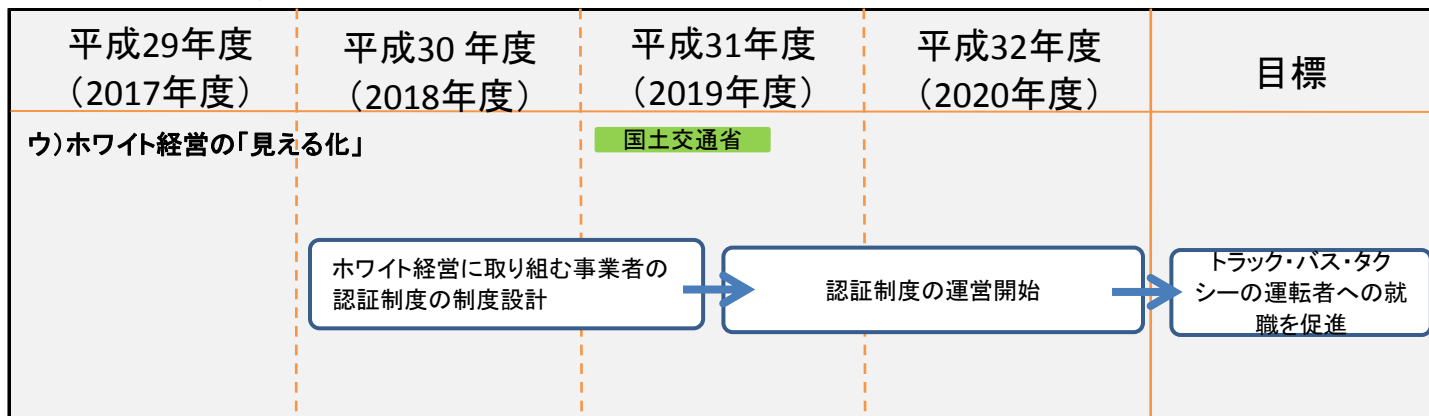 平成29年度
（2017年度）
平成30 年度
（2018年度）
平成31年度
（2019年度）
平成32年度
（2020年度）
目標
ウ）ホワイト経営の「見える化」
国土交通省
ホワイト経営に取り組む事業者の
認証制度の制度設計
認証制度の運営開始
トラック・バス・タク
シーの運転者への就
職を促進